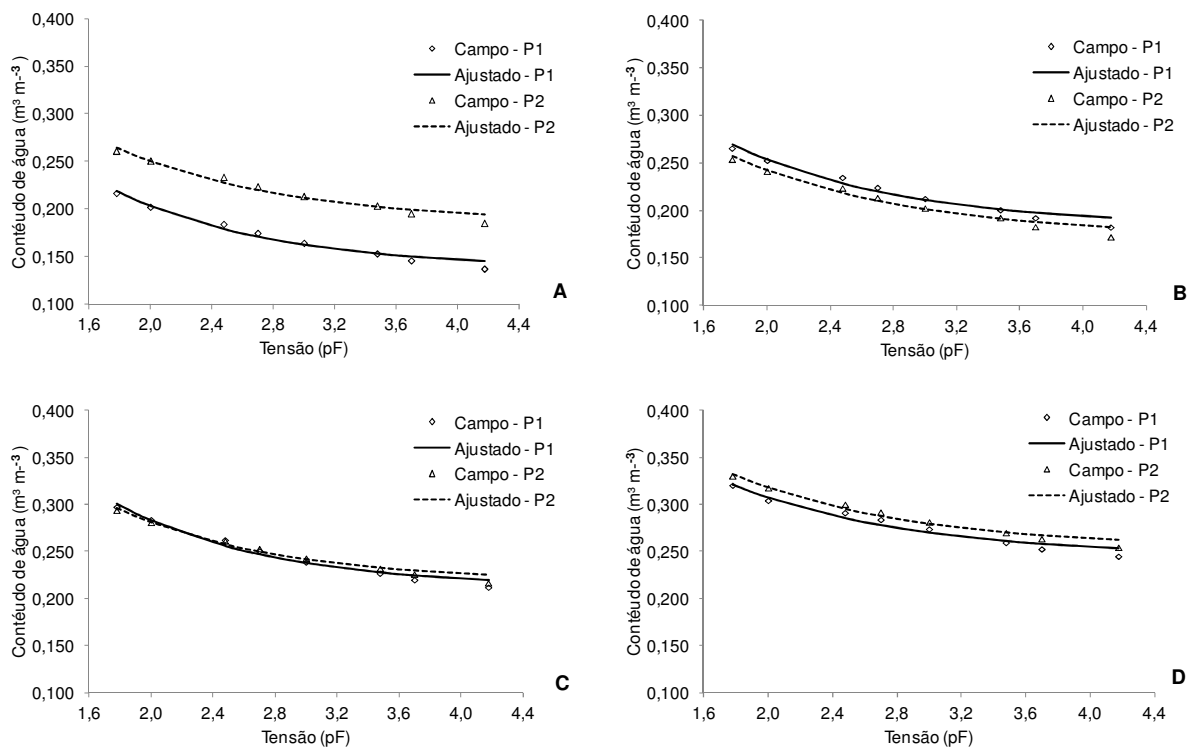 0,400
0,350
0,300
0,250
0,200
0,150
0,100
Contéudo de água (m³ m-³ )
1,6 2,0 2,4 2,8 3,2 3,6 4,0 4,4
Tensão (pF)
Campo - P1
Ajustado - P1
Campo - P2
Ajustado - P2
A
0,400
0,350
0,300
0,250
0,200
0,150
0,100
Contéudo de água (m³ m-³ )
1,6 2,0 2,4 2,8 3,2 3,6 4,0 4,4
Tensão (pF)
Campo - P1
Ajustado - P1
Campo - P2
Ajustado - P2
B
0,400
0,350
0,300
0,250
0,200
0,150
0,100
Contéudo de água (m³ m-³ )
1,6 2,0 2,4 2,8 3,2 3,6 4,0 4,4
Tensão (pF)
Campo - P1
Ajustado - P1
Campo - P2
Ajustado - P2
C
0,400
0,350
0,300
0,250
0,200
0,150
0,100
Contéudo de água (m³ m-³ )
1,6 2,0 2,4 2,8 3,2 3,6 4,0 4,4
Tensão (pF)
Campo - P1
Ajustado - P1
Campo - P2
Ajustado - P2
D